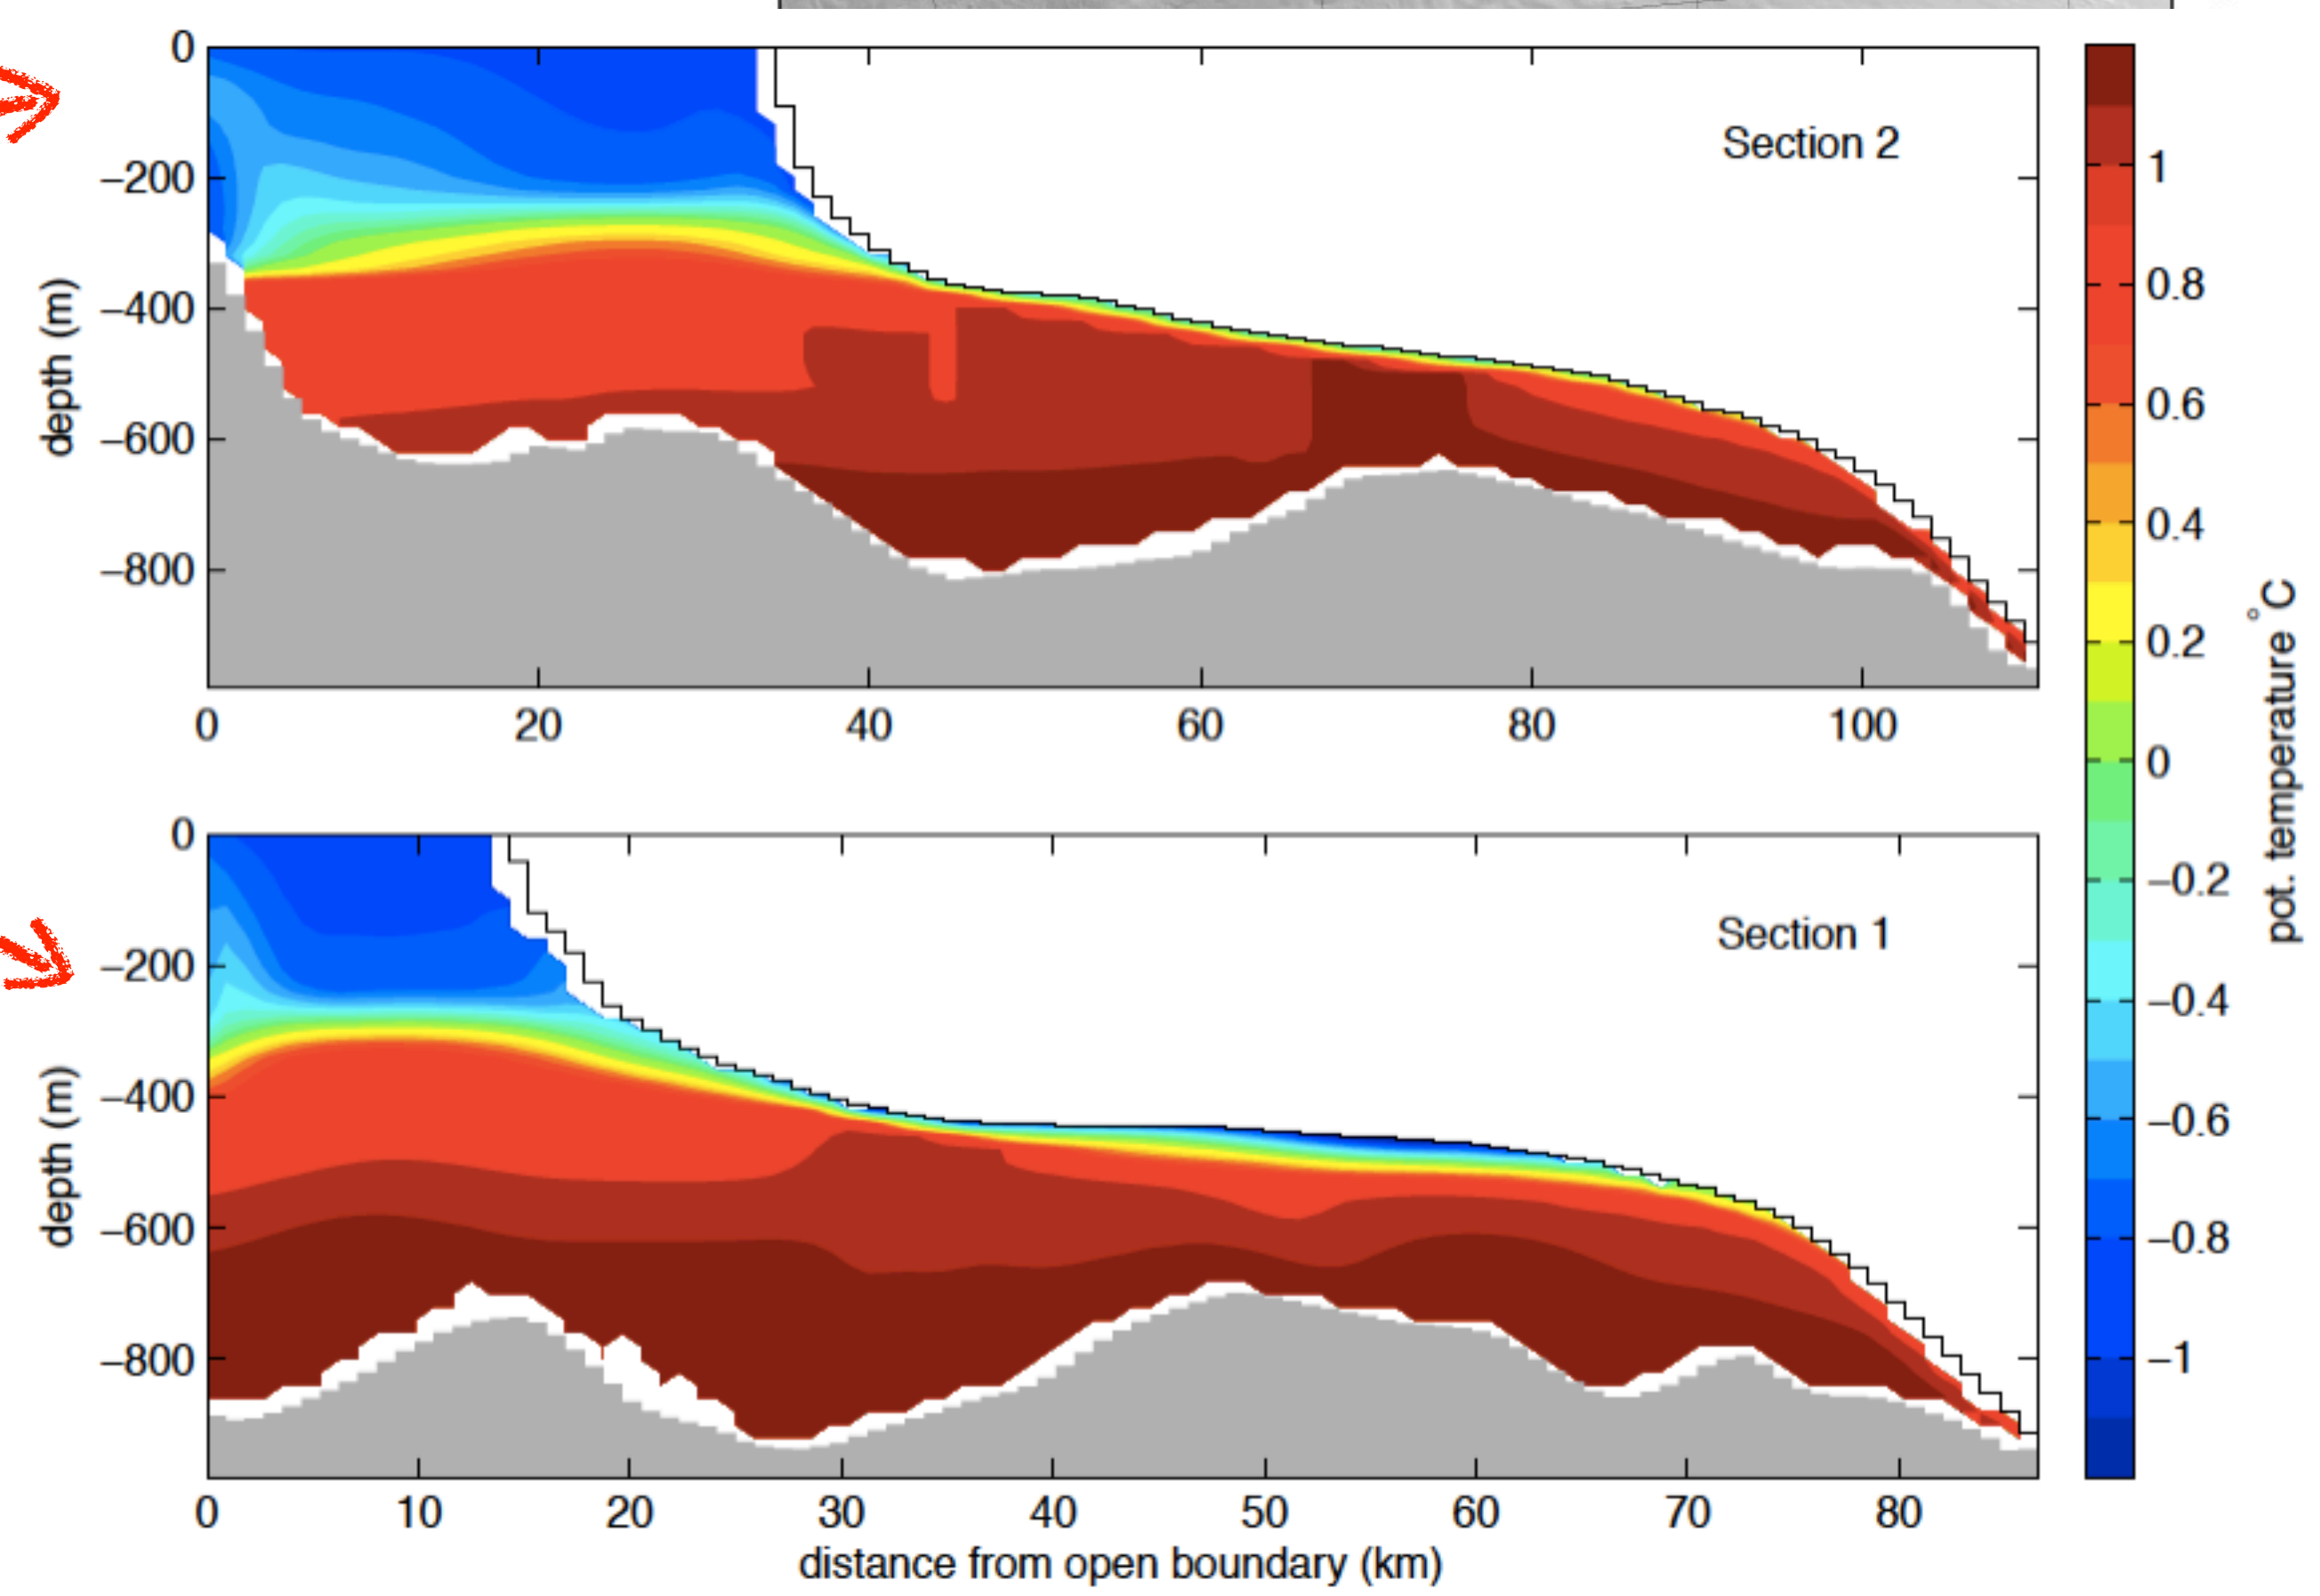 0
−200
−400
−600
−800
depth (m)
Section 2
0 20 40 60 80 100
0
−200
−400
−600
−800
depth (m)
Section 1
0 10 20 30 40 50 60 70 80
distance from open boundary (km)
1
0.8
0.6
0.4
0.2
0
−0.2
−0.4
−0.6
−0.8
−1
pot. temperature °C